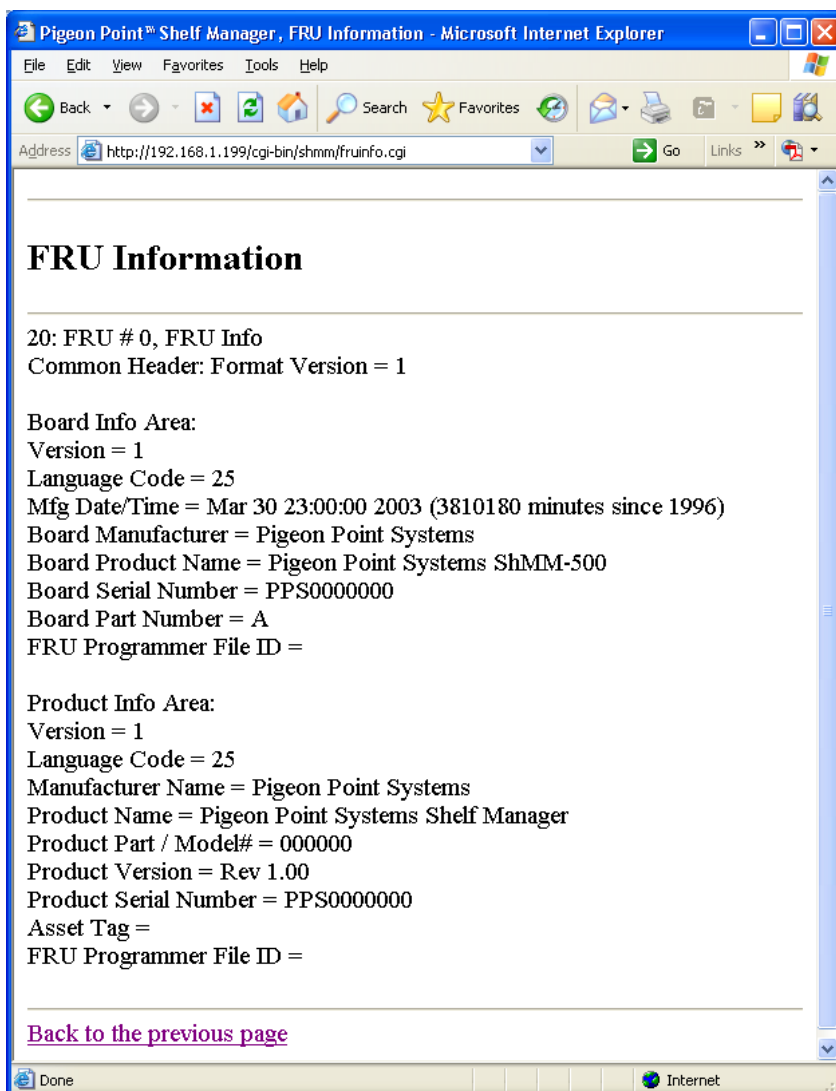 Pigeon Point™ Shelf Manager, FRU Information - Microsoft Internet Explorer
File Edit View Favorites Tools Help
Back Search Favorites
Address http://192.168.1.199/cgi-bin/shmm/fruinfo.cgi Go Links »
FRU Information
20: FRU # 0, FRU Info
Common Header: Format Version = 1
Board Info Area:
Version = 1
Language Code = 25
Mfg Date/Time = Mar 30 23:00:00 2003 (3810180 minutes since 1996)
Board Manufacturer = Pigeon Point Systems
Board Product Name = Pigeon Point Systems ShMM-500
Board Serial Number = PPS0000000
Board Part Number = A
FRU Programmer File ID =
Product Info Area:
Version = 1
Language Code = 25
Manufacturer Name = Pigeon Point Systems
Product Name = Pigeon Point Systems Shelf Manager
Product Part / Model# = 000000
Product Version = Rev 1.00
Product Serial Number = PPS0000000
Asset Tag =
FRU Programmer File ID =
Back to the previous page
Done Internet